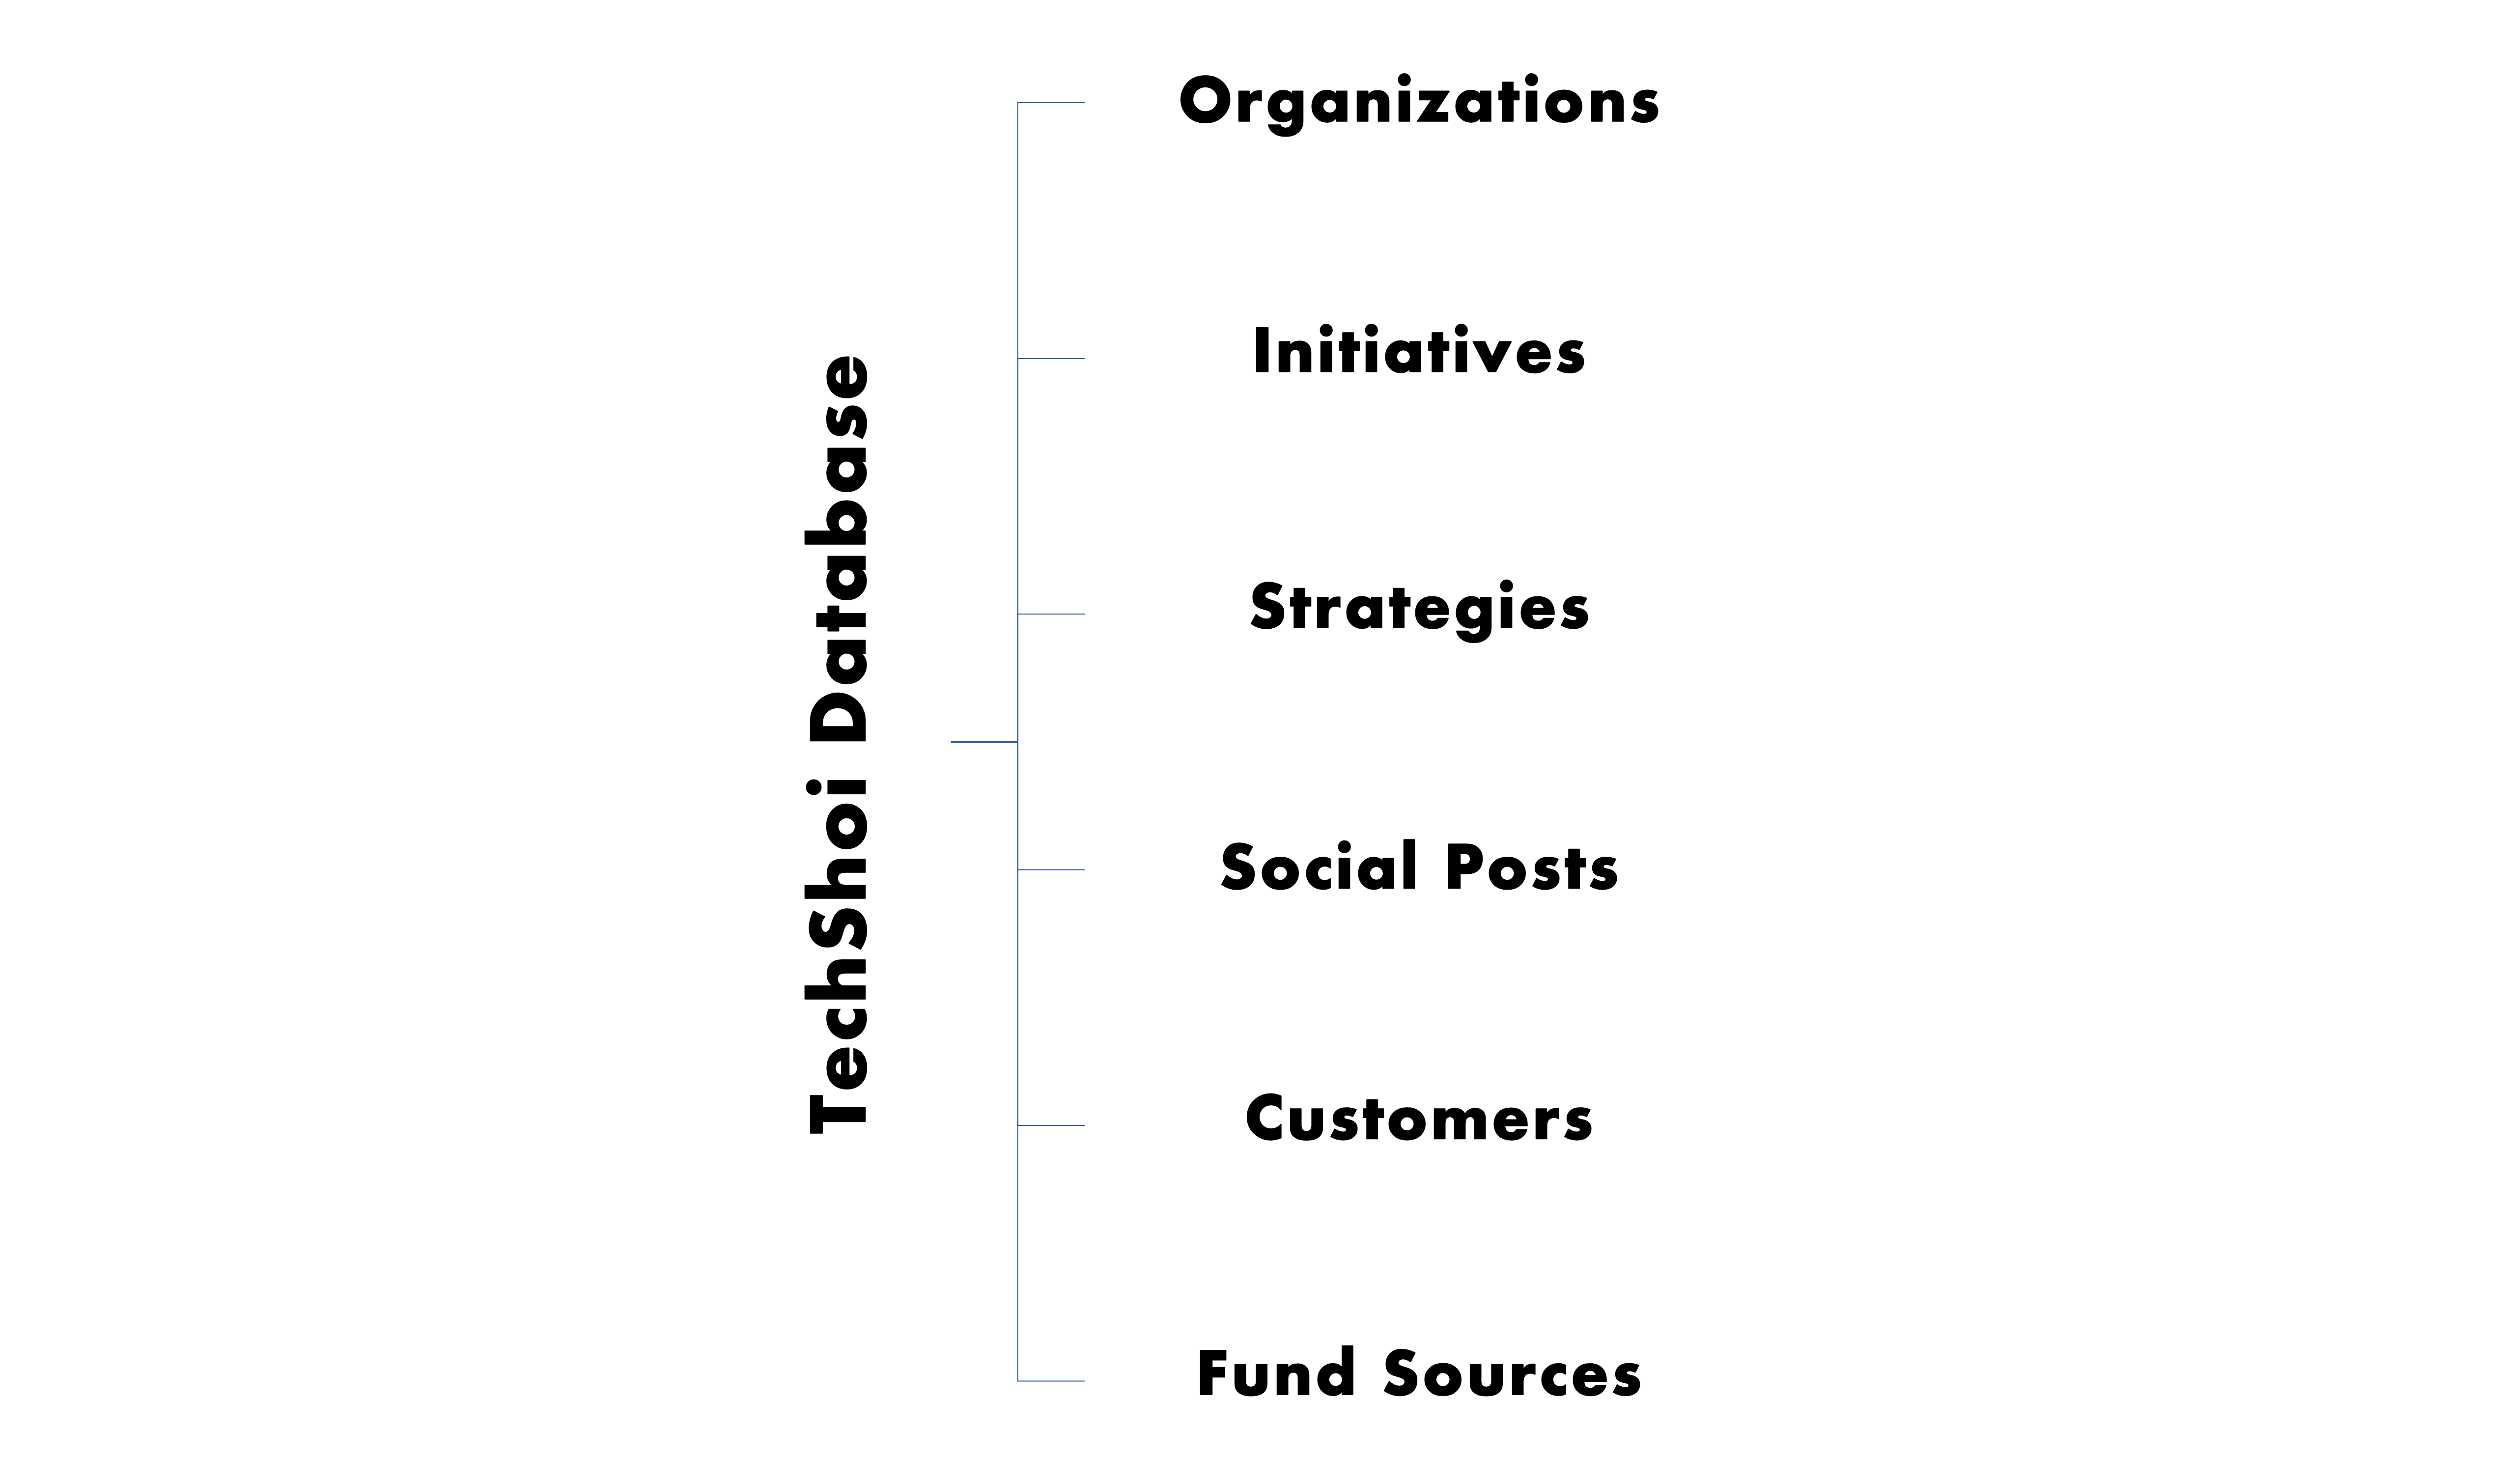 TechShoi Database
Organizations
Initiatives
Strategies
Social Posts
Customers
Fund Sources